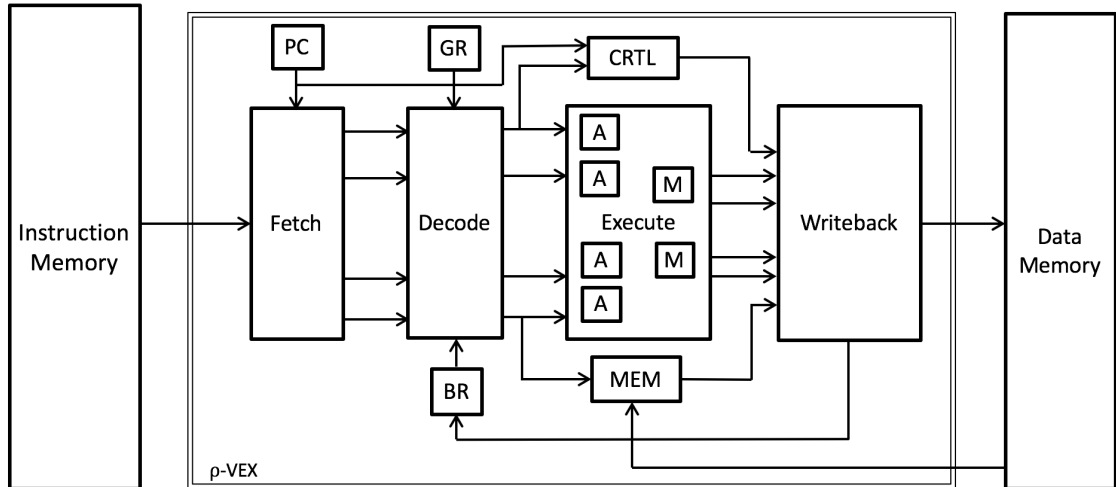 PC
GR
CRTL
A
A
M
Instruction
Memory
Fetch
Decode
Execute
Writeback
Data
Memory
A
M
A
BR
MEM
ρ-VEX